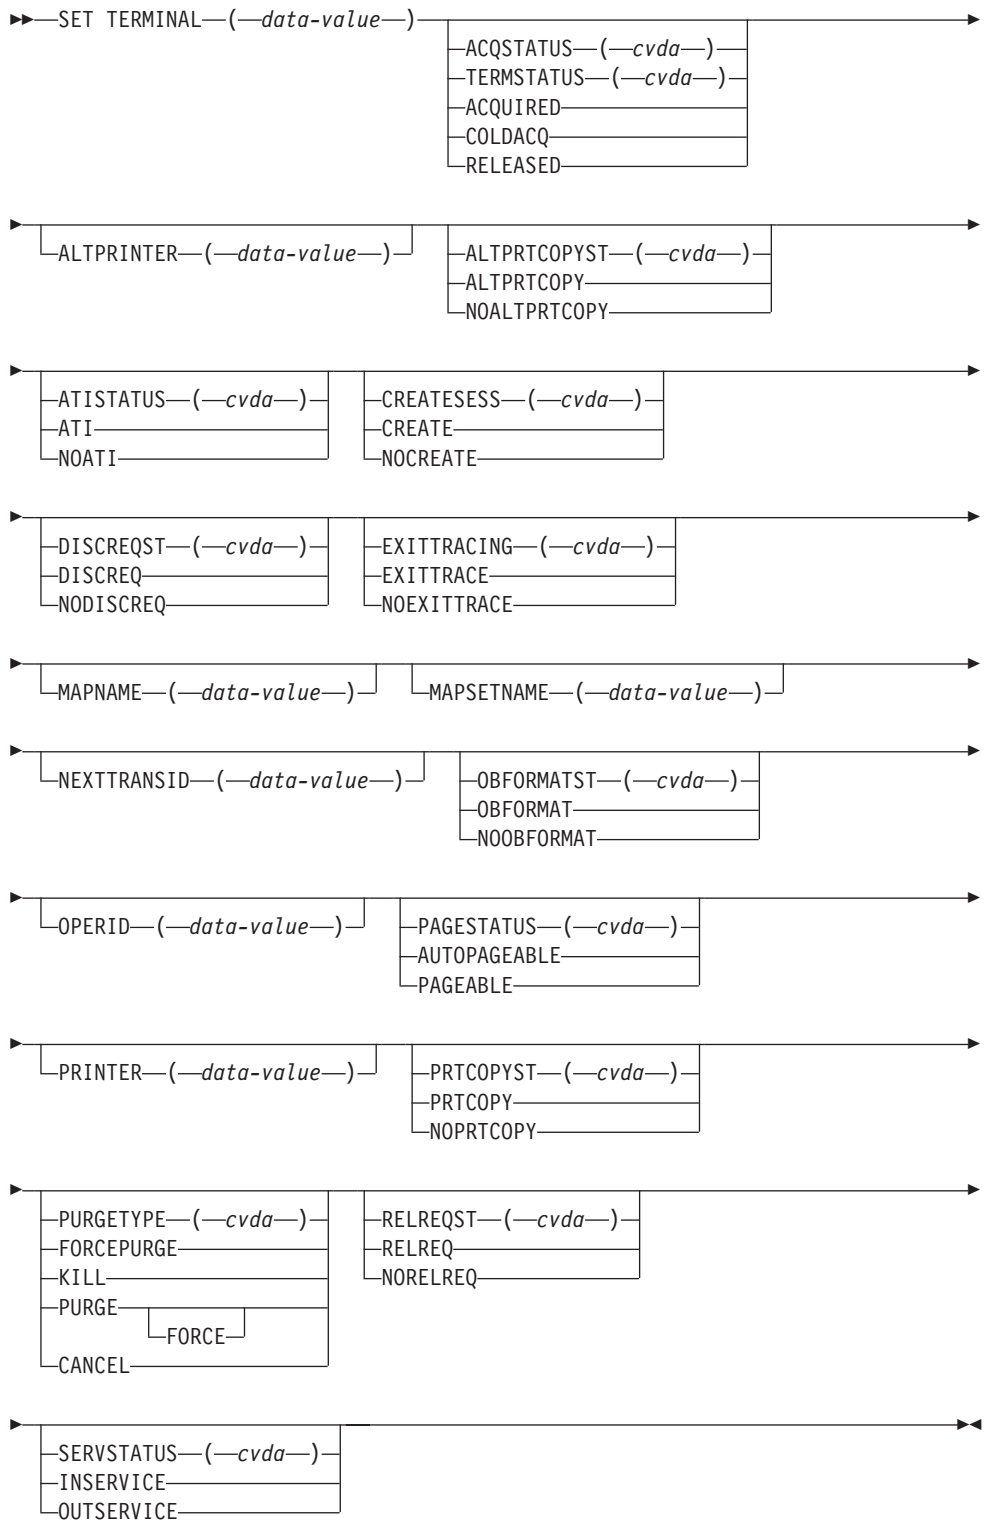 SET TERMINAL ( data-value )
ACQSTATUS ( cvda )
TERMSTATUS ( cvda )
ACQUIRED
COLDACQ
RELEASED
ALTPRINTER ( data-value )
ALTPRTCOPYST ( cvda )
ALTPRTCOPY
NOALTPRTCOPY
ATISTATUS ( cvda )
ATI
NOATI
CREATESESS ( cvda )
CREATE
NOCREATE
DISCREQST ( cvda )
DISCREQ
NODISCREQ
EXITTRACING ( cvda )
EXITTRACE
NOEXITTRACE
MAPNAME ( data-value )
MAPSETNAME ( data-value )
NEXTTRANSID ( data-value )
OBFORMATST ( cvda )
OBFORMAT
NOOBFORMAT
OPERID ( data-value )
PAGESTATUS ( cvda )
AUTOPAGEABLE
PAGEABLE
PRINTER ( data-value )
PRTCOPYST ( cvda )
PRTCOPY
NOPRTCOPY
PURGETYPE ( cvda )
FORCEPURGE
KILL
PURGE
FORCE
CANCEL
RELREQST ( cvda )
RELREQ
NORELREQ
SERVSTATUS ( cvda )
INSERVICE
OUTSERVICE